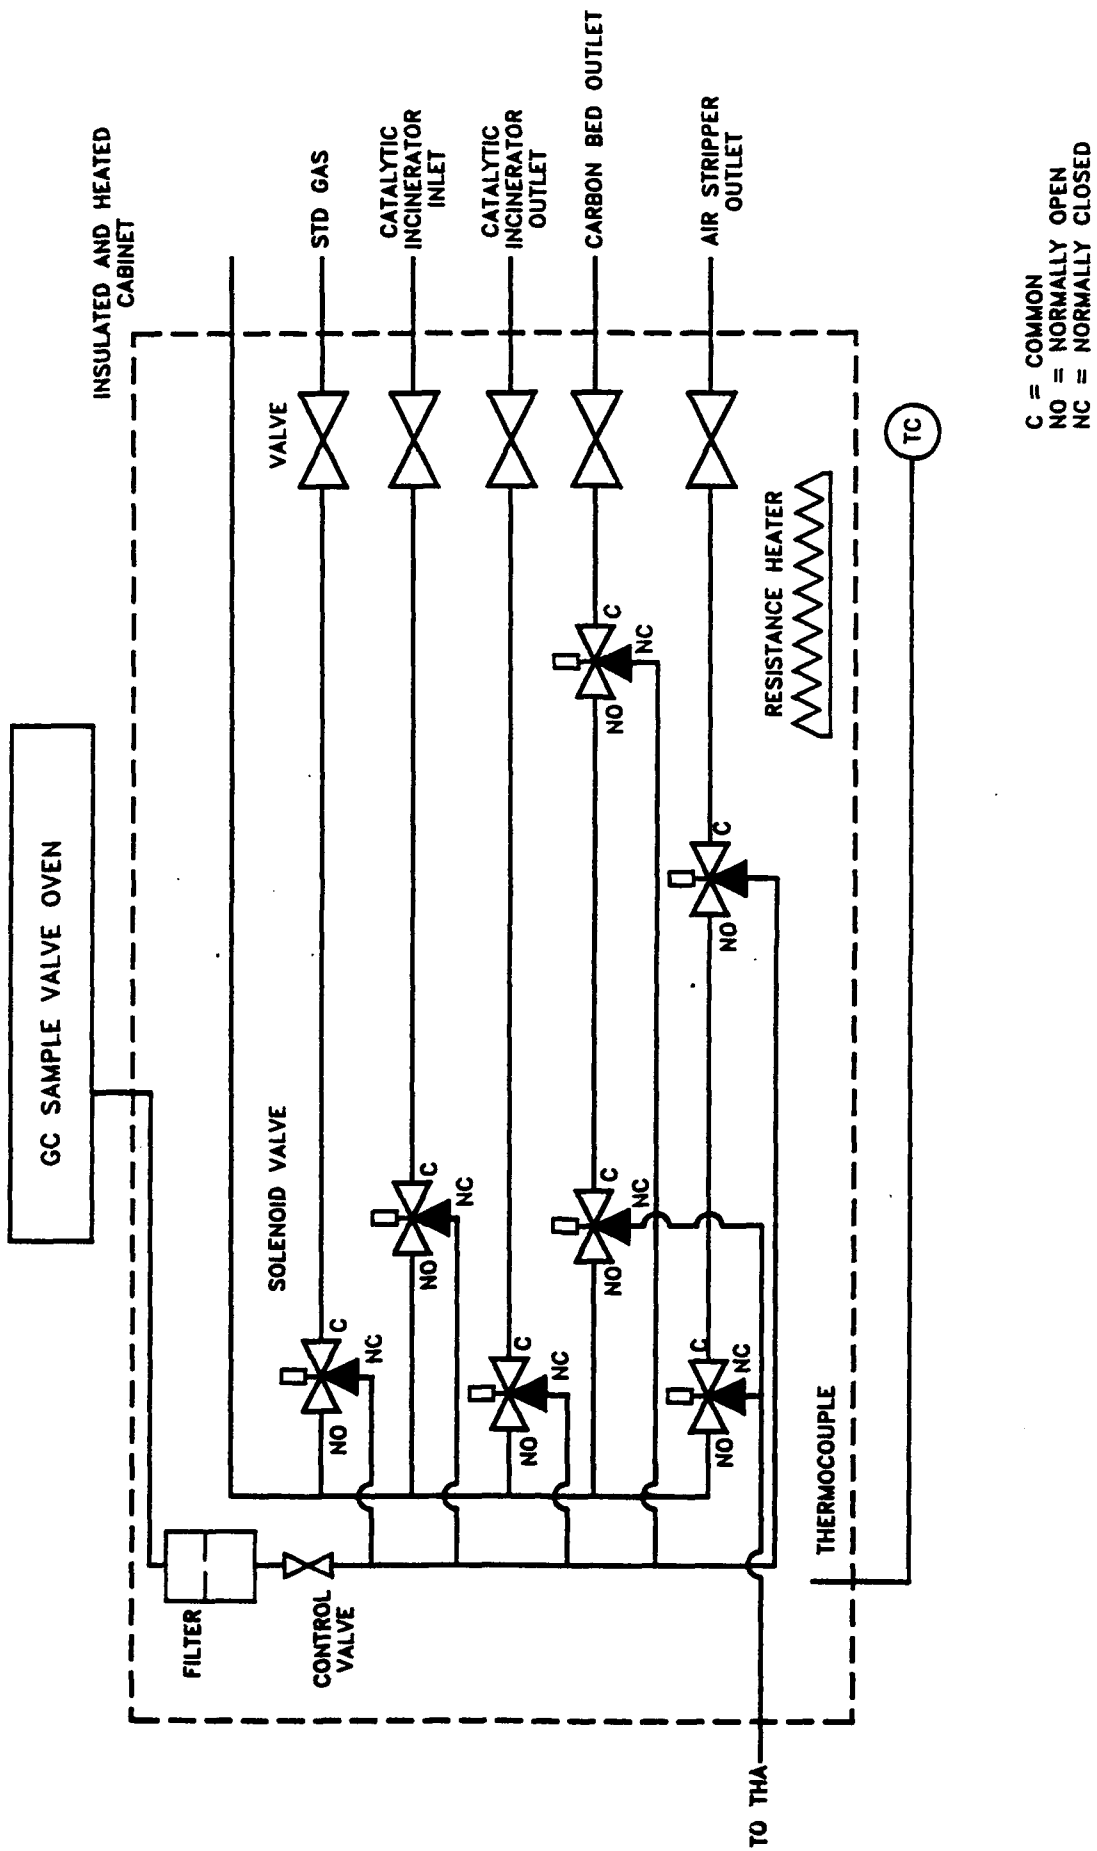 GC SAMPLE VALVE OVEN
INSULATED AND HEATED
CABINET
FILTER
CONTROL
VALVE
SOLENOID VALVE
VALVE
STD GAS
C
NO
NC
CATALYTIC
INCINERATOR
INLET
C
NO
NC
CATALYTIC
INCINERATOR
OUTLET
C
NO
NC
CARBON BED OUTLET
C
NO
NC
C
NO
NC
AIR STRIPPER
OUTLET
C
NO
C
NO
NC
RESISTANCE HEATER
THERMOCOUPLE
TO THA
TC
C = COMMON
NO = NORMALLY OPEN
NC = NORMALLY CLOSED